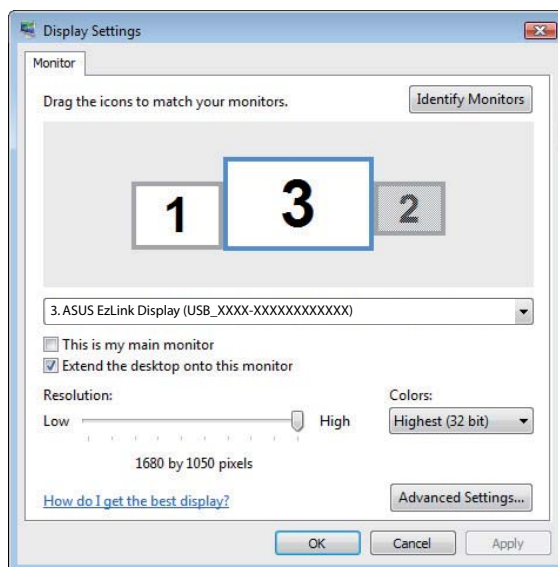 Display Settings
Monitor
Drag the icons to match your monitors.
Identify Monitors
1 3 2
3. ASUS EzLink Display (USB_XXXX-XXXXXXXXXXXX)
This is my main monitor
Extend the desktop onto this monitor
Resolution:
Colors:
Low
High
Highest (32 bit)
1680 by 1050 pixels
How do I get the best display?
Advanced Settings...
OK
Cancel
Apply